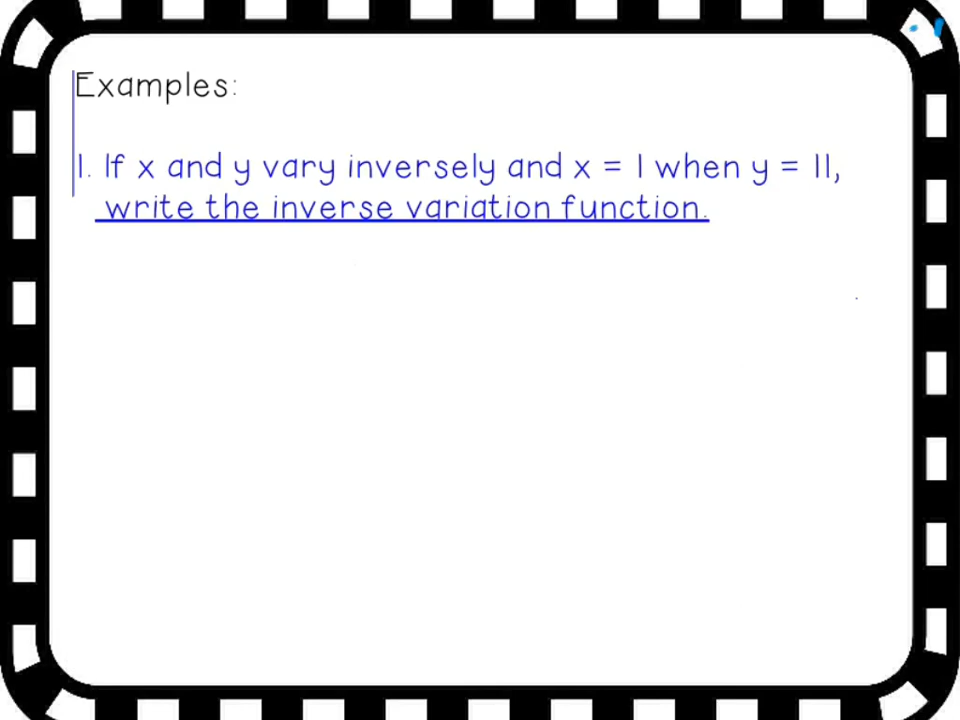 Examples:
1. If x and y vary inversely and x = 1 when y = 11,
write the inverse variation function.